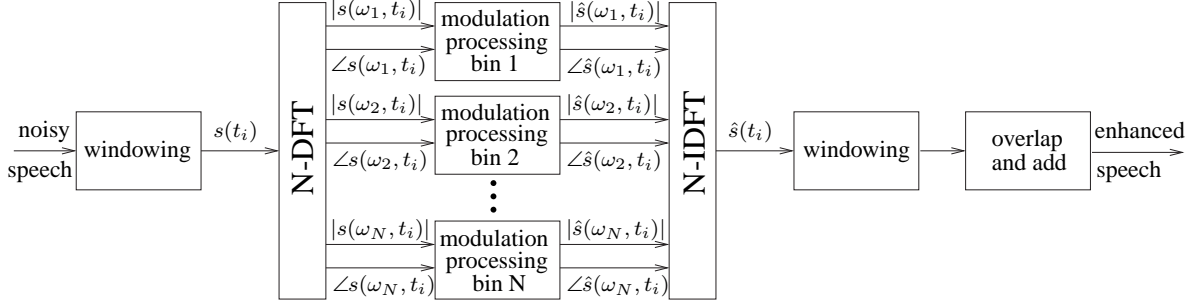 noisy
speech
windowing
s(t_i)
N-DFT
|s(ω_1, t_i)|
∠s(ω_1, t_i)
modulation
processing
bin 1
|ŝ(ω_1, t_i)|
∠ŝ(ω_1, t_i)
|s(ω_2, t_i)|
∠s(ω_2, t_i)
modulation
processing
bin 2
|ŝ(ω_2, t_i)|
∠ŝ(ω_2, t_i)
|s(ω_N, t_i)|
∠s(ω_N, t_i)
modulation
processing
bin N
|ŝ(ω_N, t_i)|
∠ŝ(ω_N, t_i)
N-IDFT
ŝ(t_i)
windowing
overlap
and add
enhanced
speech